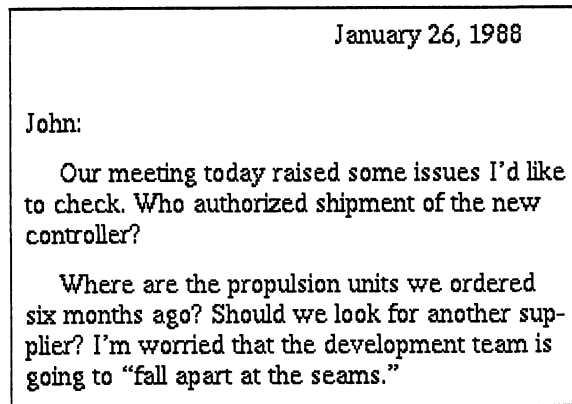 January 26, 1988
John:
Our meeting today raised some issues I’d like
to check. Who authorized shipment of the new
controller?
Where are the propulsion units we ordered
six months ago? Should we look for another sup-
plier? I’m worried that the development team is
going to “fall apart at the seams.”